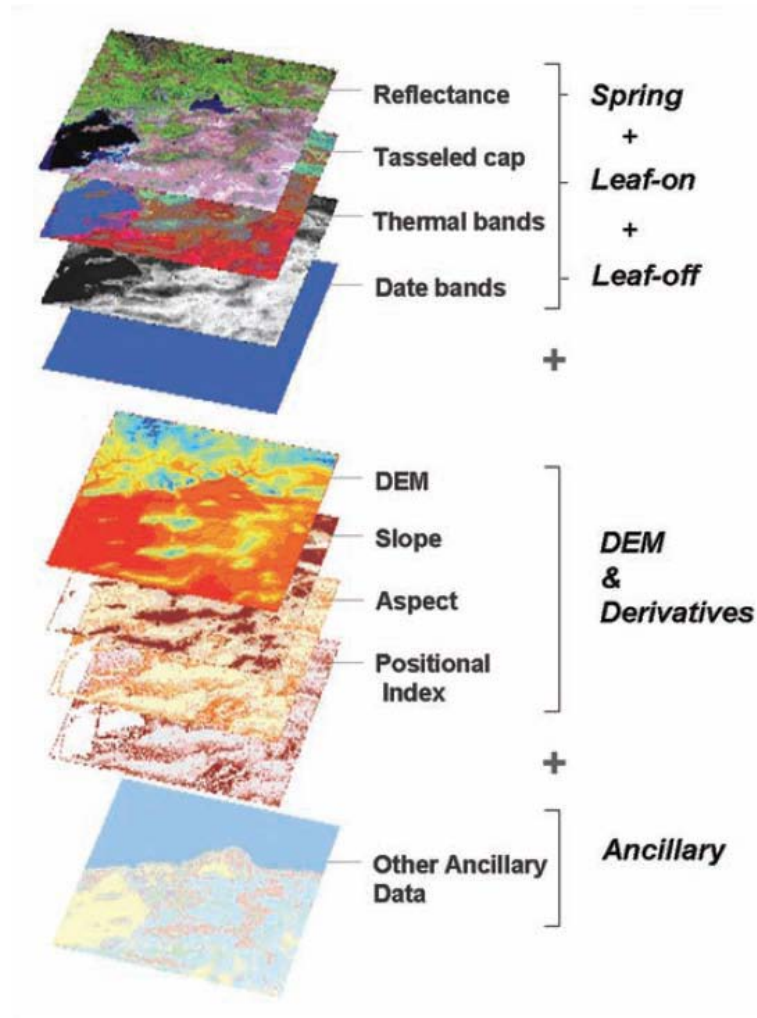 Reflectance
Tasseled cap
Thermal bands
Date bands
Spring
+
Leaf-on
+
Leaf-off
+
DEM
Slope
Aspect
Positional
Index
DEM
&
Derivatives
+
Other Ancillary
Data
Ancillary